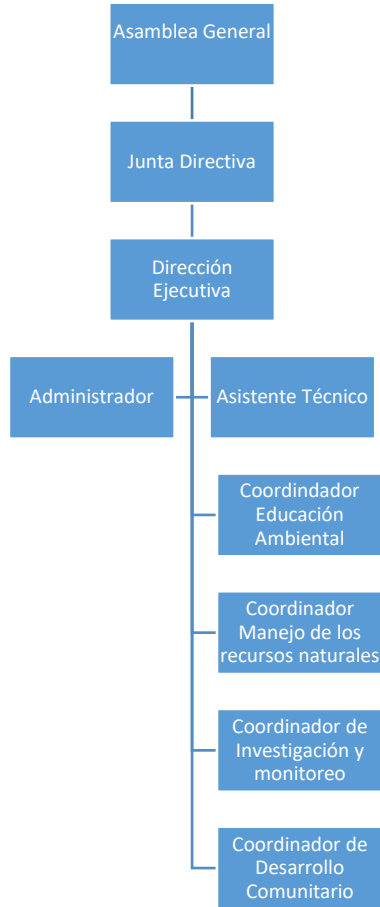 Asamblea General
Junta Directiva
Dirección
Ejecutiva
Administrador
Asistente Técnico
Coordindador
Educación
Ambiental
Coordinador
Manejo de los
recursos naturales
Coordinador de
Investigación y
monitoreo
Coordinador de
Desarrollo
Comunitario